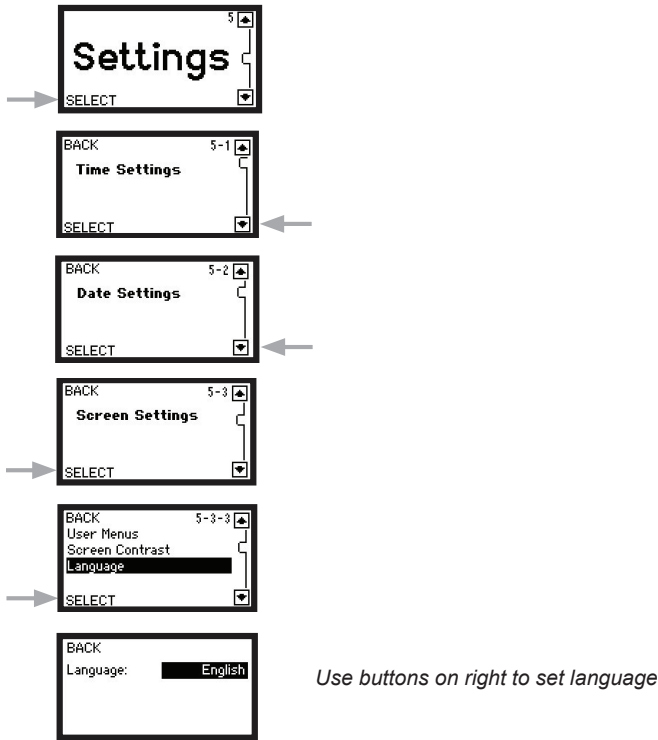 5
Settings
SELECT
BACK 5-1
Time Settings
SELECT
BACK 5-2
Date Settings
SELECT
BACK 5-3
Screen Settings
SELECT
BACK 5-3-3
User Menus
Screen Contrast
Language
SELECT
BACK
Language: English
Use buttons on right to set language